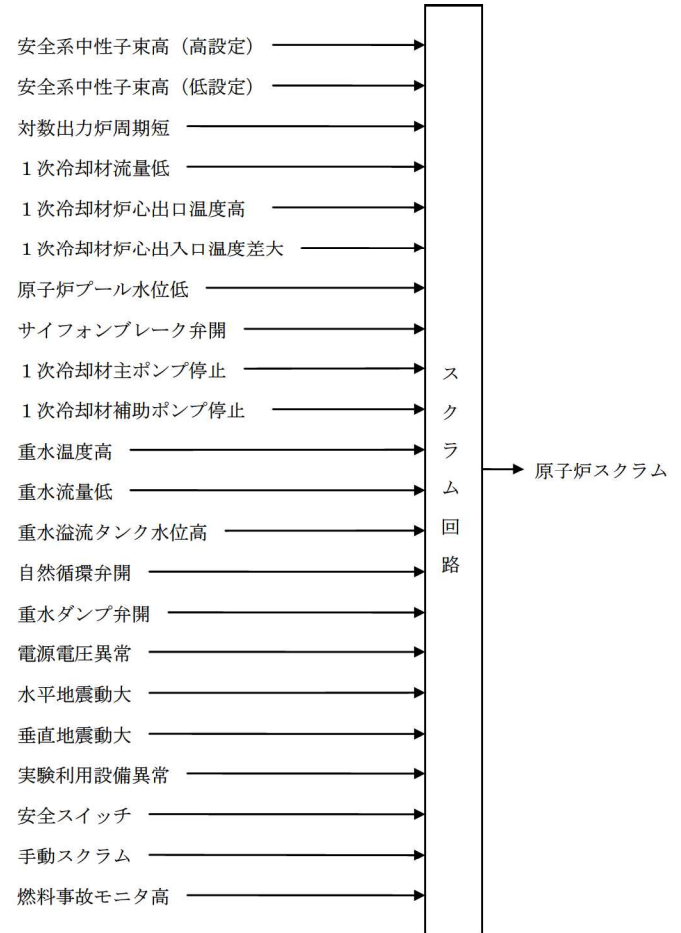 安全系中性子束高（高設定）
安全系中性子束高（低設定）
対数出力炉周期短
１次冷却材流量低
１次冷却材炉心出口温度高
１次冷却材炉心出入口温度差大
原子炉プール水位低
サイフォンブレーク弁開
１次冷却材主ポンプ停止
１次冷却材補助ポンプ停止
重水温度高
重水流量低
重水溢流タンク水位高
自然循環弁開
重水ダンプ弁開
電源電圧異常
水平地震動大
垂直地震動大
実験利用設備異常
安全スイッチ
手動スクラム
燃料事故モニタ高
スクラム回路
原子炉スクラム